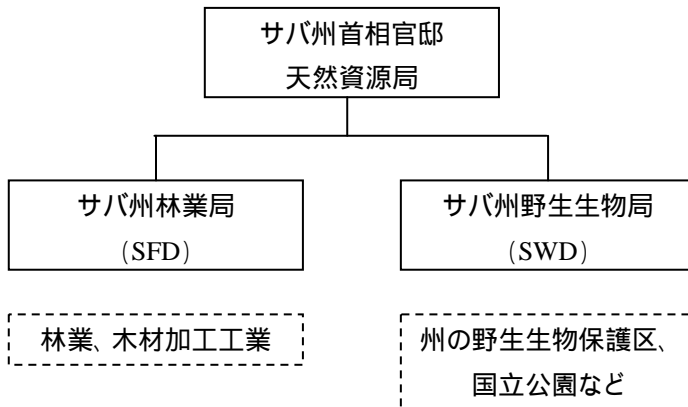 サバ州首相官邸
天然資源局
サバ州林業局
(SFD)
サバ州野生生物局
(SWD)
林業、木材加工工業
州の野生生物保護区、
国立公園など